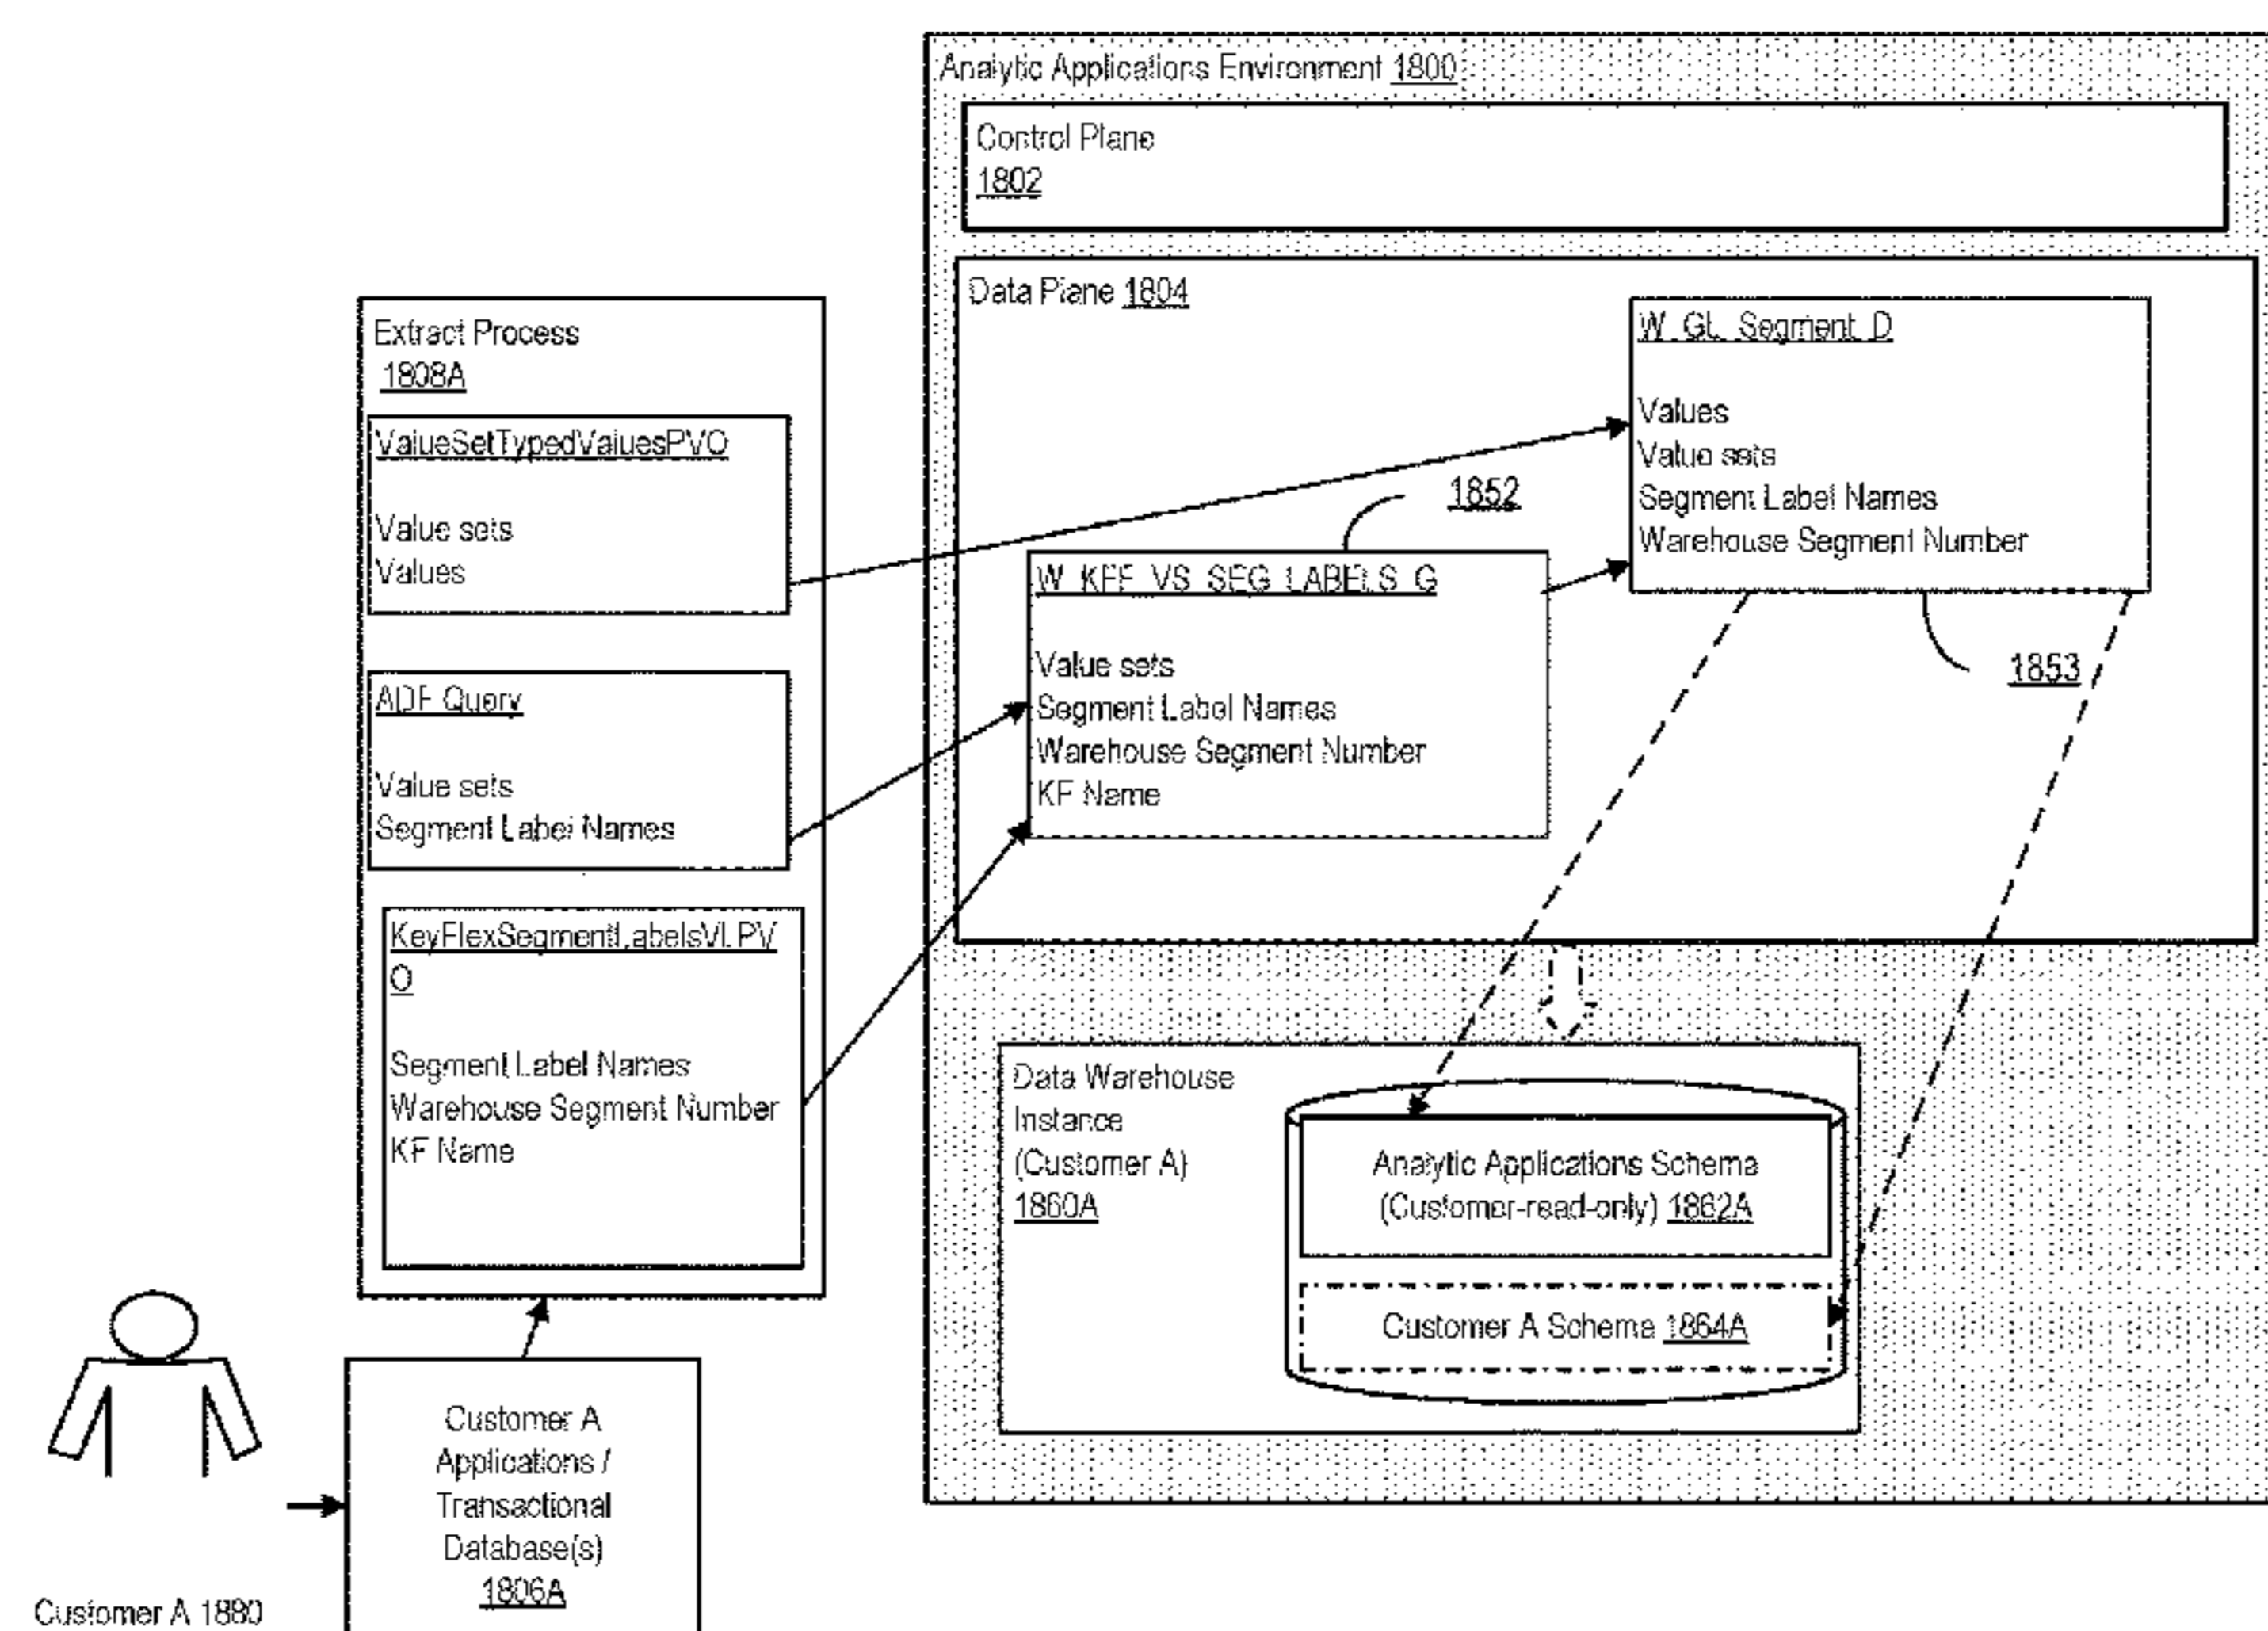 Analytic Applications Environment 1800
Control Plane
1802
Data Plane 1804
W_GL_Segment_D
Values
Value sets
Segment Label Names
Warehouse Segment Number
1852
1853
W_KFF_VS_SEG_LABELS_G
Value sets
Segment Label Names
Warehouse Segment Number
KF Name
Extract Process
1808A
ValueSetTypedValuesPVO
Value sets
Values
ADF Query
Value sets
Segment Label Names
KeyFlexSegmentLabelsVLPV
O
Segment Label Names
Warehouse Segment Number
KF Name
Data Warehouse
Instance
(Customer A)
1860A
Analytic Applications Schema
(Customer-read-only) 1862A
Customer A Schema 1864A
Customer A
Applications /
Transactional
Database(s)
1806A
Customer A 1880